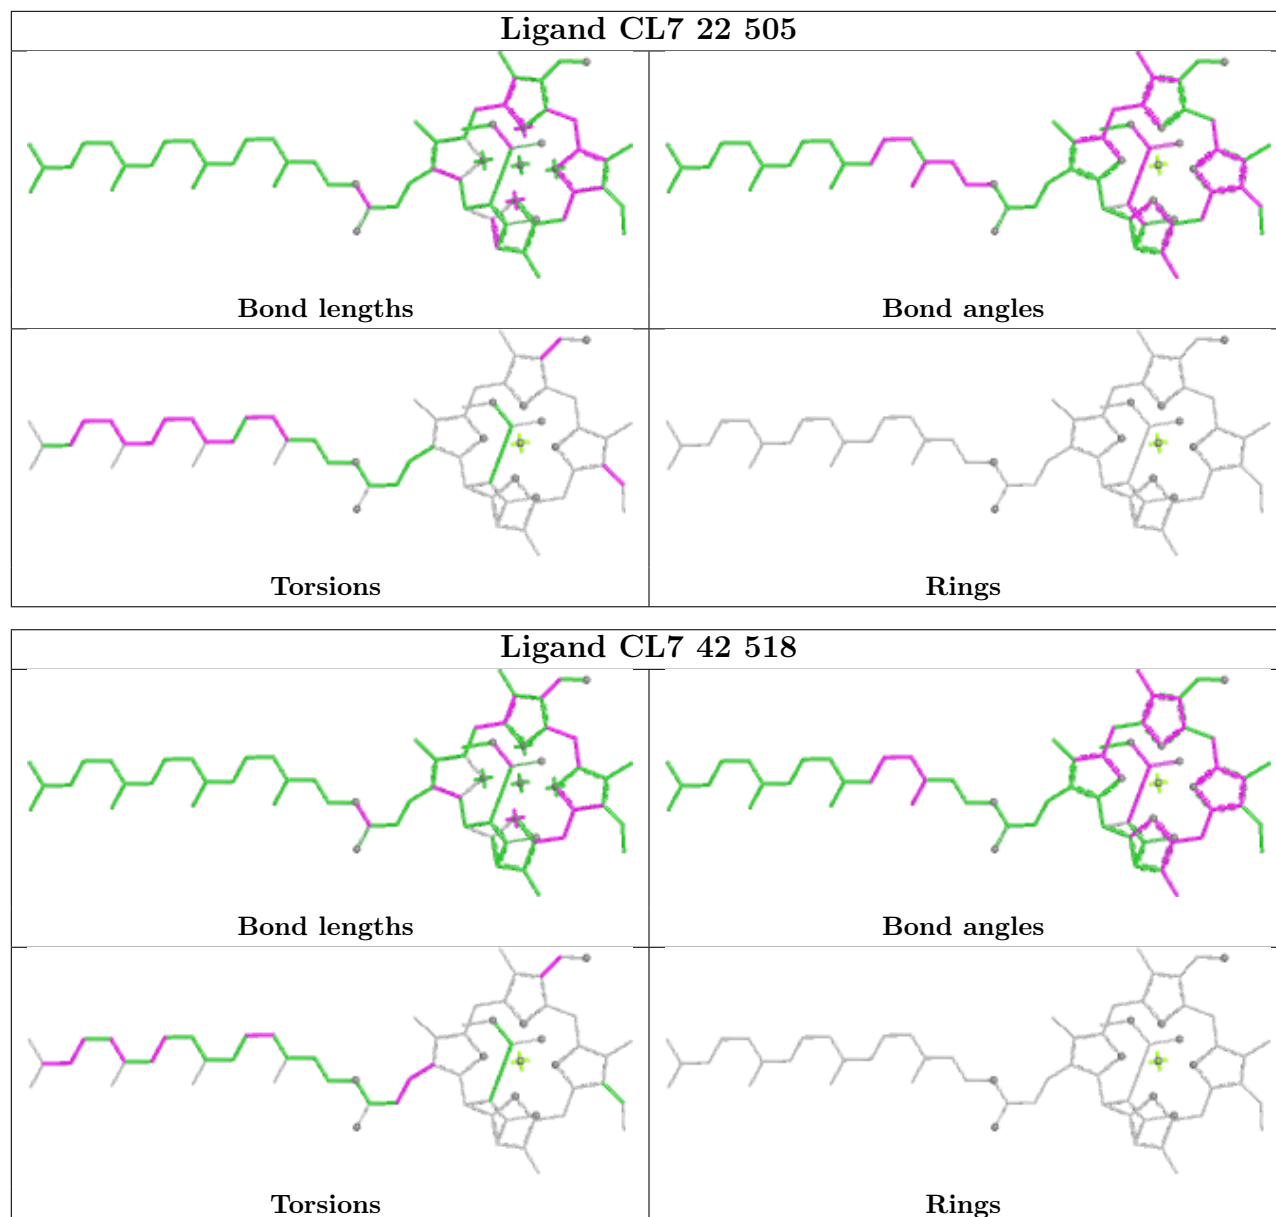 Ligand CL7 22 505
Bond lengths
Bond angles
Torsions
Rings
Ligand CL7 42 518
Bond lengths
Bond angles
Torsions
Rings